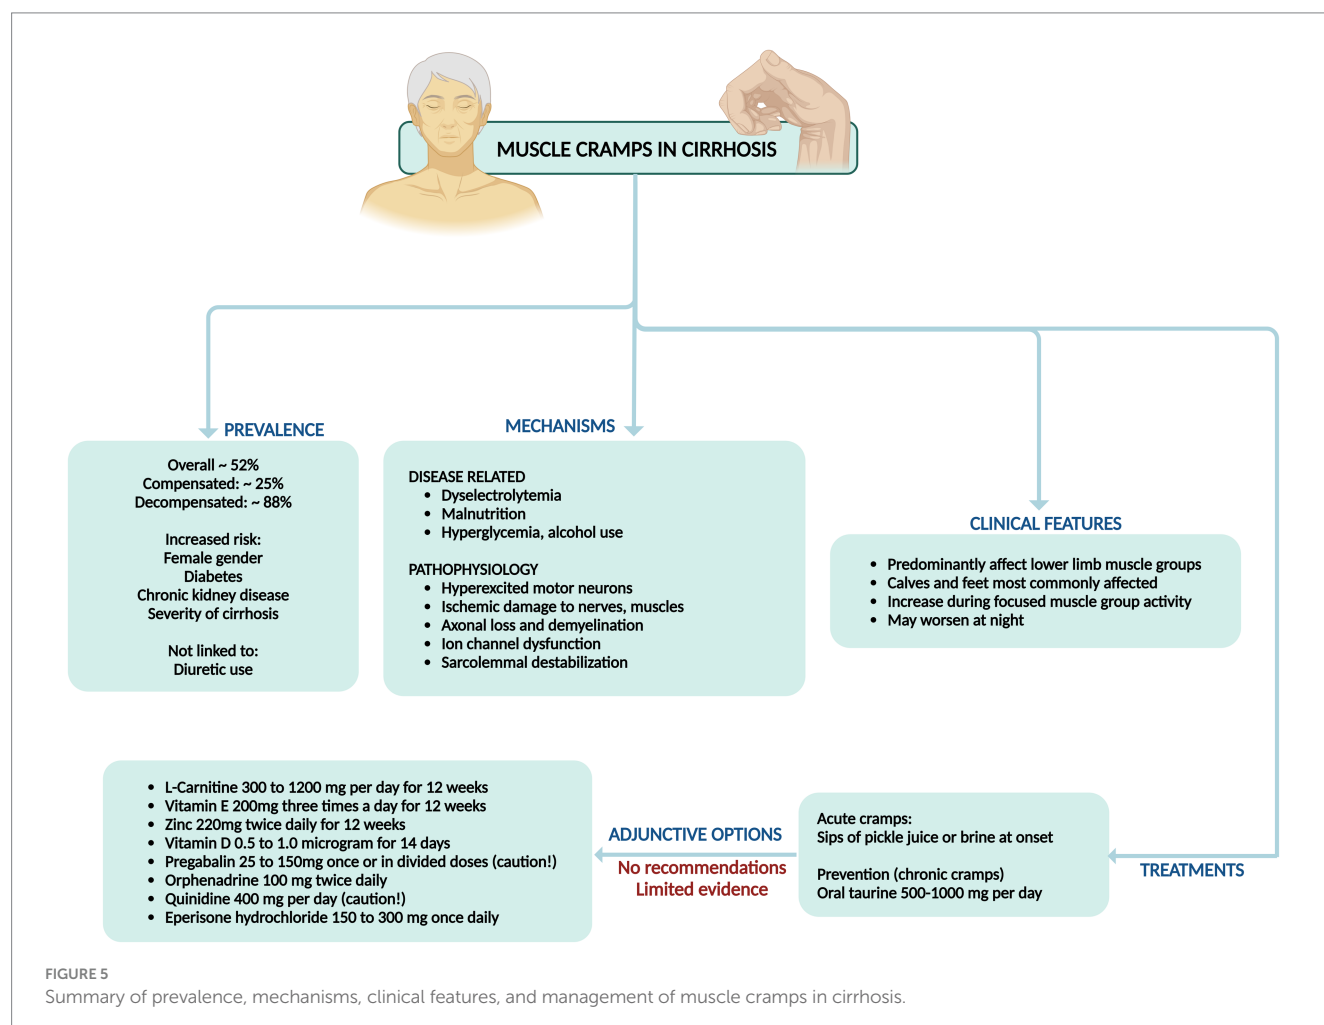 MUSCLE CRAMPS IN CIRRHOSIS
PREVALENCE
Overall ~ 52%
Compensated: ~ 25%
Decompensated: ~ 88%
Increased risk:
Female gender
Diabetes
Chronic kidney disease
Severity of cirrhosis
Not linked to:
Diuretic use
MECHANISMS
DISEASE RELATED
• Dyselectrolytemia
• Malnutrition
• Hyperglycemia, alcohol use
PATHOPHYSIOLOGY
• Hyperexcited motor neurons
• Ischemic damage to nerves, muscles
• Axonal loss and demyelination
• Ion channel dysfunction
• Sarcolemmal destabilization
CLINICAL FEATURES
• Predominantly affect lower limb muscle groups
• Calves and feet most commonly affected
• Increase during focused muscle group activity
• May worsen at night
TREATMENTS
Acute cramps:
Sips of pickle juice or brine at onset
Prevention (chronic cramps)
Oral taurine 500-1000 mg per day
ADJUNCTIVE OPTIONS
No recommendations
Limited evidence
• L-Carnitine 300 to 1200 mg per day for 12 weeks
• Vitamin E 200mg three times a day for 12 weeks
• Zinc 220mg twice daily for 12 weeks
• Vitamin D 0.5 to 1.0 microgram for 14 days
• Pregabalin 25 to 150mg once or in divided doses (caution!)
• Orphenadrine 100 mg twice daily
• Quinidine 400 mg per day (caution!)
• Eperisone hydrochloride 150 to 300 mg once daily
FIGURE 5
Summary of prevalence, mechanisms, clinical features, and management of muscle cramps in cirrhosis.